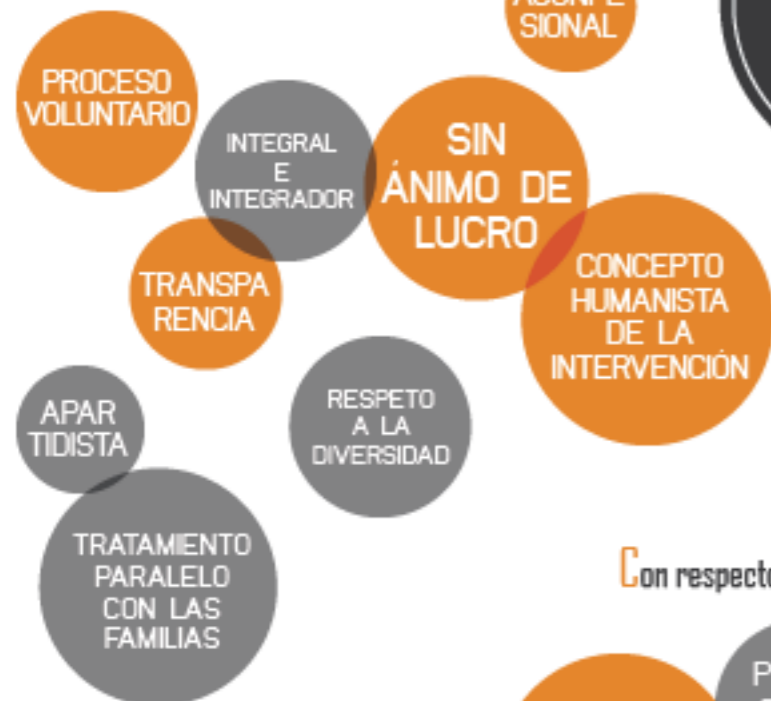 SIONAL
PROCESO
VOLUNTARIO
INTEGRAL
E
INTEGRADOR
SIN
ÁNIMO DE
LUCRO
TRANSPA
RENCIA
CONCEPTO
HUMANISTA
DE LA
INTERVENCIÓN
APAR
TIDISTA
RESPETO
A LA
DIVERSIDAD
TRATAMIENTO
PARALELO
CON LAS
FAMILIAS
Con respecto